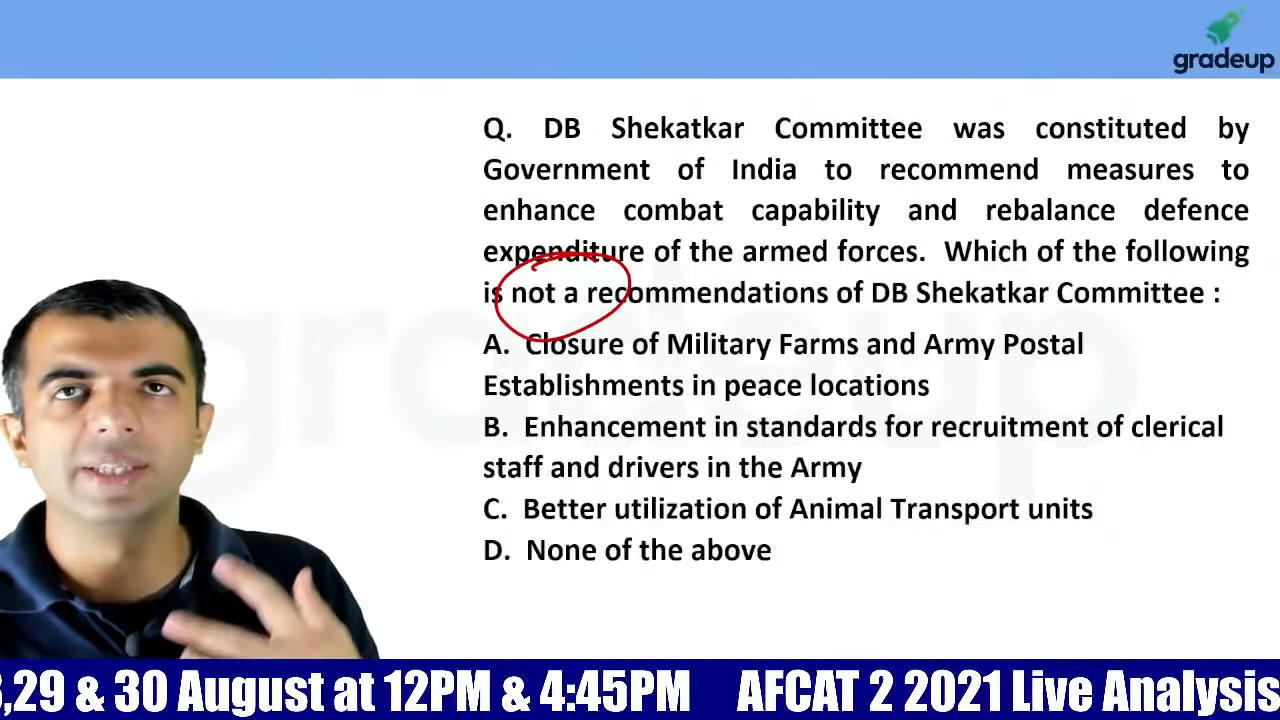 gradeup
Q. DB Shekatkar Committee was constituted by
Government of India to recommend measures to
enhance combat capability and rebalance defence
expenditure of the armed forces. Which of the following
is not a recommendations of DB Shekatkar Committee :
A. Closure of Military Farms and Army Postal
Establishments in peace locations
B. Enhancement in standards for recruitment of clerical
staff and drivers in the Army
C. Better utilization of Animal Transport units
D. None of the above
gradeup
,29 & 30 August at 12PM & 4:45PM AFCAT 2 2021 Live Analysis